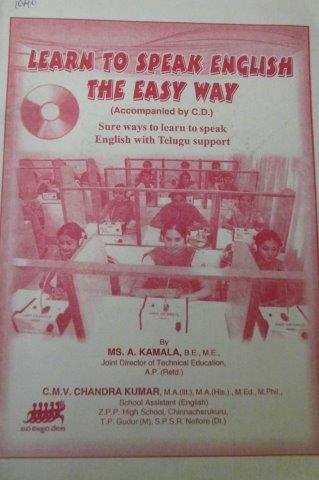 LEARN TO SPEAK ENGLISH
THE EASY WAY
(Accompanied by C.D.)
Sure ways to learn to speak
English with Telugu support
By
MS. A. KAMALA, B.E., M.E.,
Joint Director of Technical Education,
A.P. (Retd.)
C.M.V. CHANDRA KUMAR, M.A.(lit.), M.A.(His)., M.Ed., M.Phil.,
School Assistant (English)
Z.P.P. High School, Chinnacherukuru,
T.P. Gudur (M). S.P.S.R. Nellore (Dt.)
జన విజ్ఞాన వేదిక